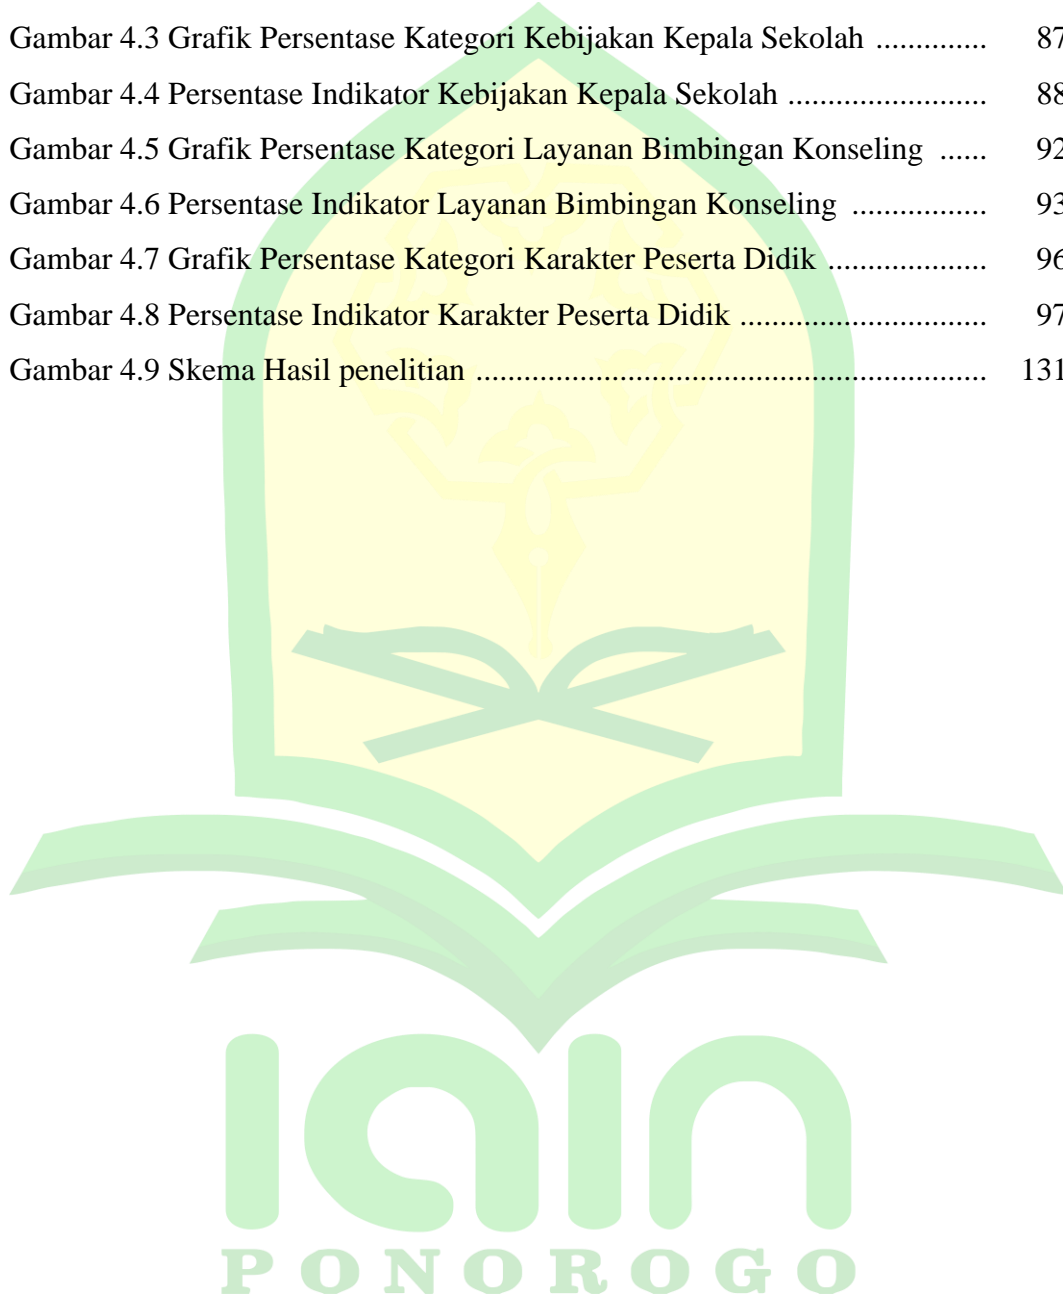 Gambar 4.3 Grafik Persentase Kategori Kebijakan Kepala Sekolah .............. 87
Gambar 4.4 Persentase Indikator Kebijakan Kepala Sekolah ......................... 88
Gambar 4.5 Grafik Persentase Kategori Layanan Bimbingan Konseling ...... 92
Gambar 4.6 Persentase Indikator Layanan Bimbingan Konseling ................. 93
Gambar 4.7 Grafik Persentase Kategori Karakter Peserta Didik .................... 96
Gambar 4.8 Persentase Indikator Karakter Peserta Didik ............................... 97
Gambar 4.9 Skema Hasil penelitian ................................................................ 131
iain
PONOROGO